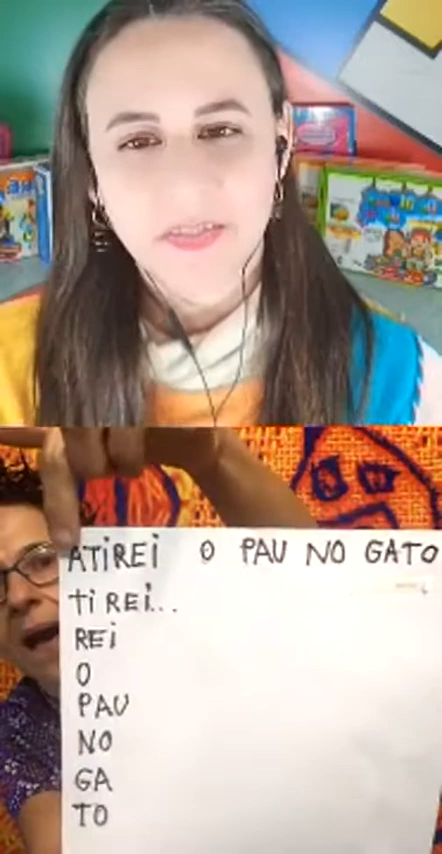 ATIREI O PAU NO GATO
TIREI...
REI
O
PAU
NO
GA
TO